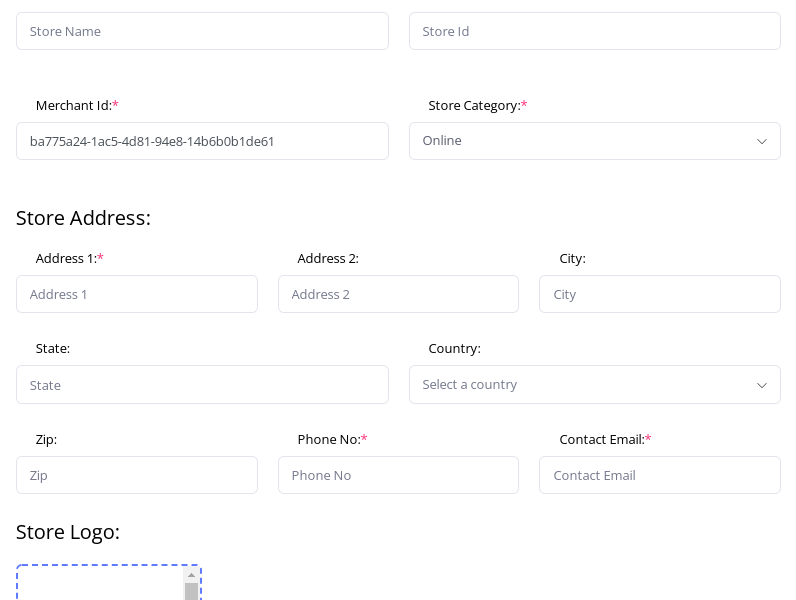 Store Name
Store Id
Merchant Id:*
Store Category:*
ba775a24-1ac5-4d81-94e8-14b6b0b1de61
Online
Store Address:
Address 1:*
Address 2:
City:
Address 1
Address 2
City
State:
Country:
State
Select a country
Zip:
Phone No:*
Contact Email:*
Zip
Phone No
Contact Email
Store Logo: